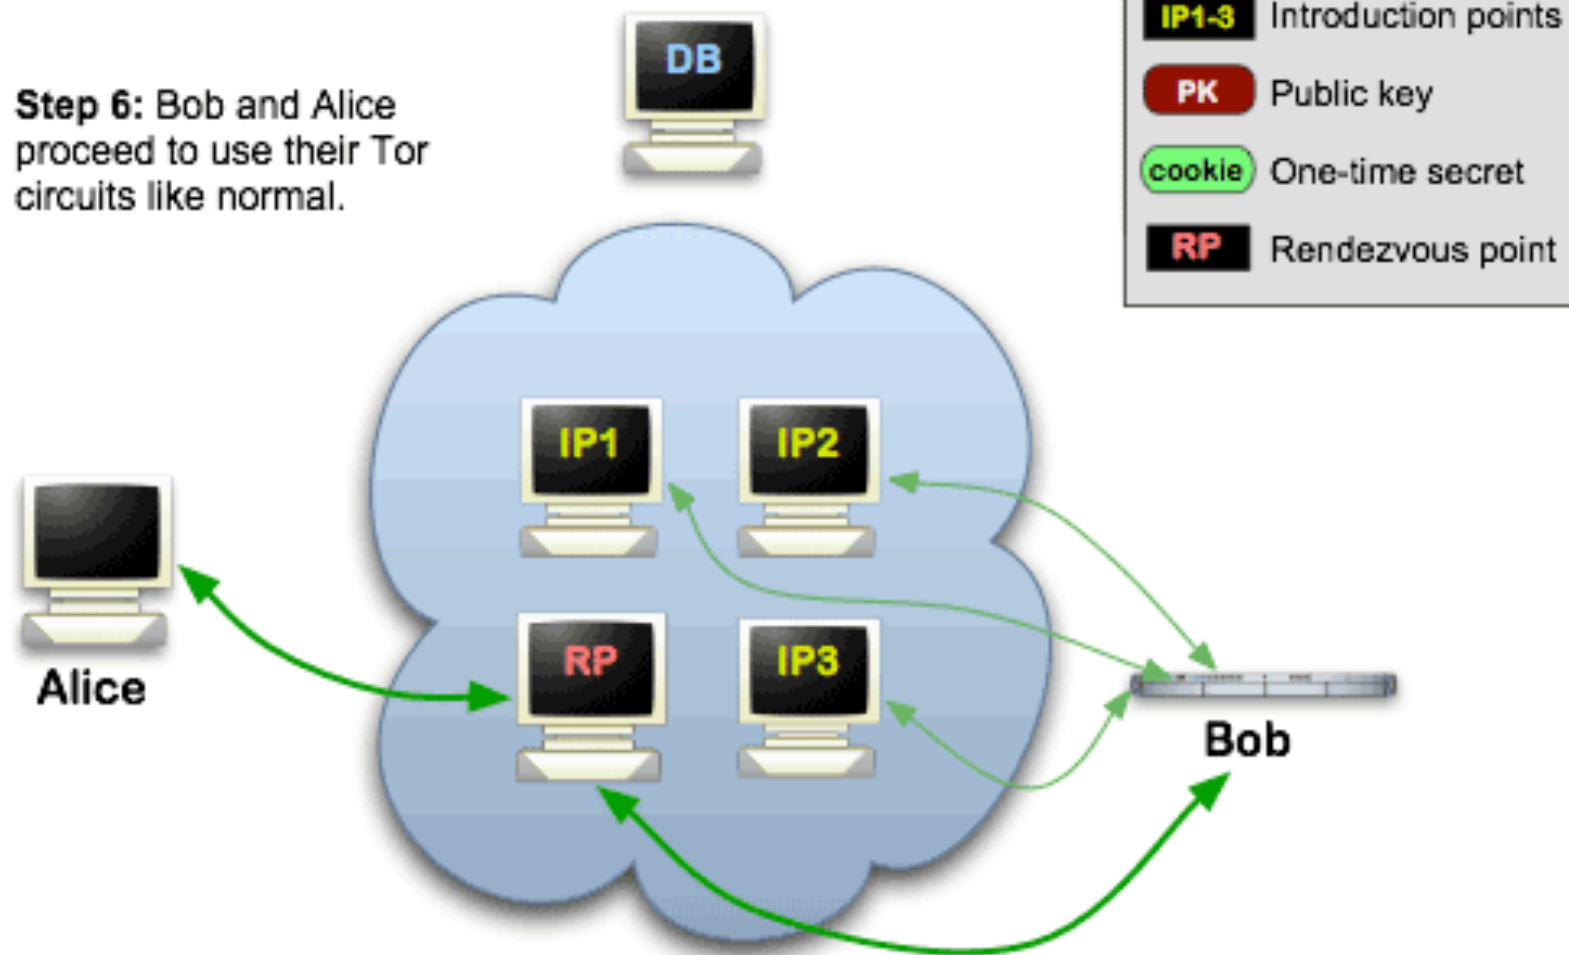 DB
IP1-3 Introduction points
Step 6: Bob and Alice
proceed to use their Tor
circuits like normal.
PK Public key
cookie One-time secret
RP Rendezvous point
IP1
IP2
RP
IP3
Alice
Bob